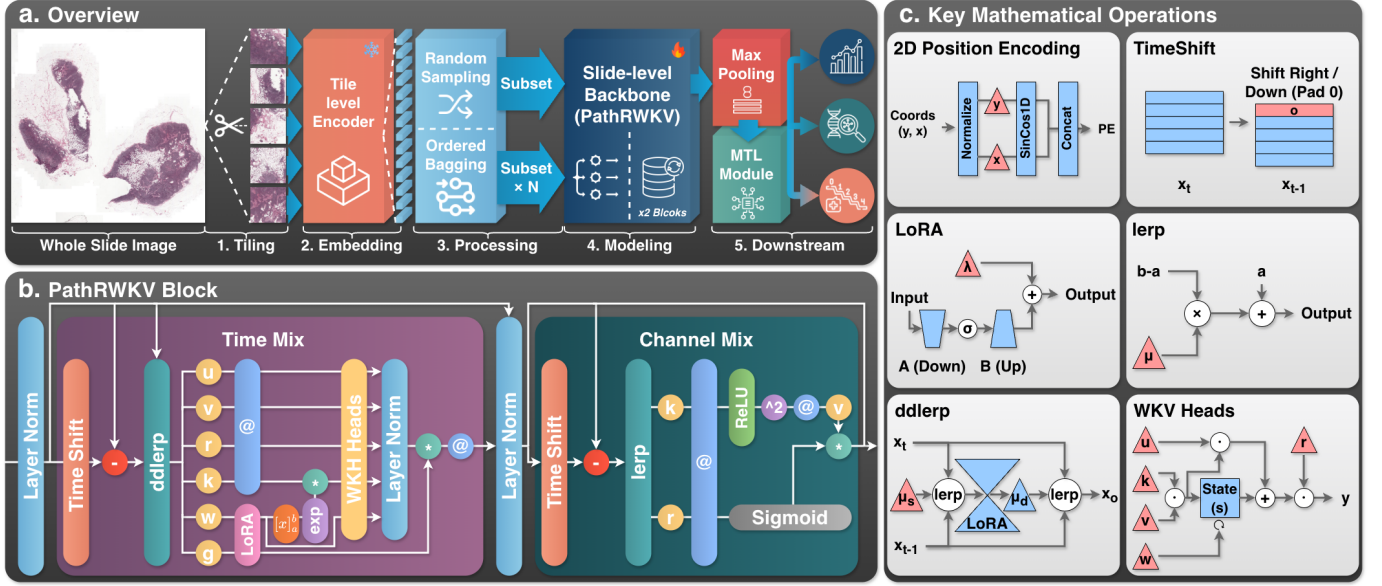 a. Overview
Tile
level
Encoder
Random
Sampling
Ordered
Bagging
Subset
Subset
× N
Slide-level
Backbone
(PathRWKV)
x2 Blcoks
Max
Pooling
MTL
Module
Whole Slide Image
1. Tiling
2. Embedding
3. Processing
4. Modeling
5. Downstream
b. PathRWKV Block
Layer Norm
Time Mix
Time Shift
-
ddlerp
u
v
r
k
w
g
@
LoRA
[x]ᵇₐ
exp
*
WKH Heads
Layer Norm
*
@
Layer Norm
Channel Mix
Time Shift
-
lerp
k
r
@
ReLU
^2
@
v
*
Sigmoid
c. Key Mathematical Operations
2D Position Encoding
Coords
(y, x)
Normalize
y
x
SinCos1D
Concat
PE
TimeShift
Shift Right /
Down (Pad 0)
o
xₜ
xₜ₋₁
LoRA
λ
Input
+
Output
σ
A (Down)
B (Up)
lerp
b-a
a
×
+
Output
μ
ddlerp
xₜ
μₛ
lerp
μ_d
lerp
xₒ
LoRA
xₜ₋₁
WKV Heads
u
r
k
State
(s)
+
y
v
w